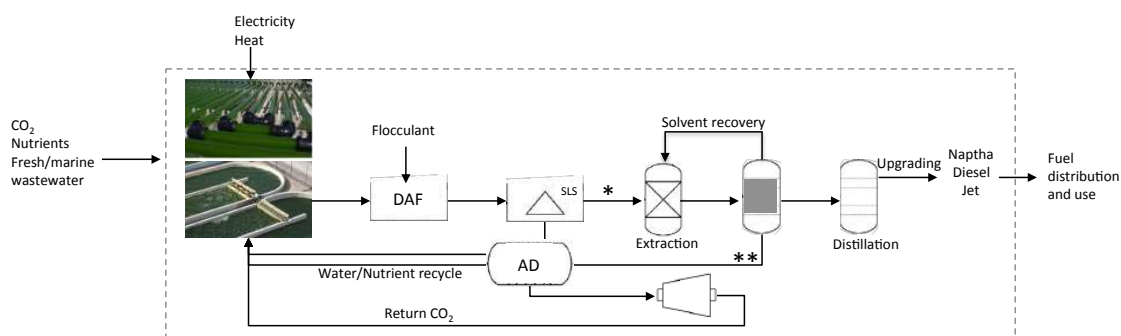 Electricity
Heat
CO₂
Nutrients
Fresh/marine
wastewater
Flocculant
DAF
SLS
*
Solvent recovery
Extraction
**
Distillation
Upgrading
Naptha
Diesel
Jet
Fuel
distribution
and use
AD
Water/Nutrient recycle
Return CO₂